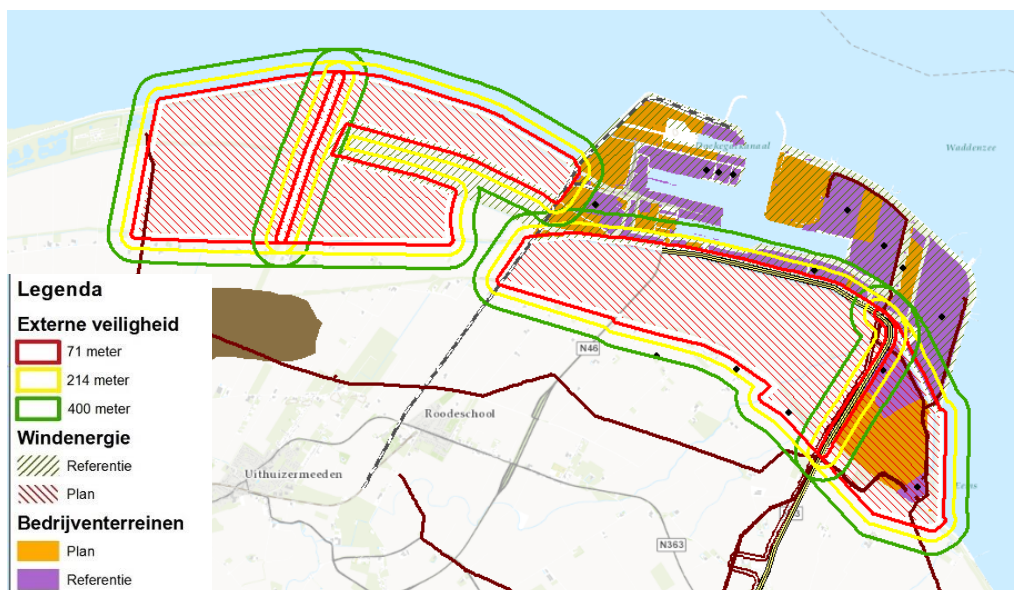 Doekegatkanaal
Waddenzee
Legenda
Externe veiligheid
71 meter
214 meter
400 meter
Windenergie
Referentie
Plan
Bedrijventerreinen
Plan
Referentie
N46
Roodeschool
Uithuizermeeden
Eems
N363